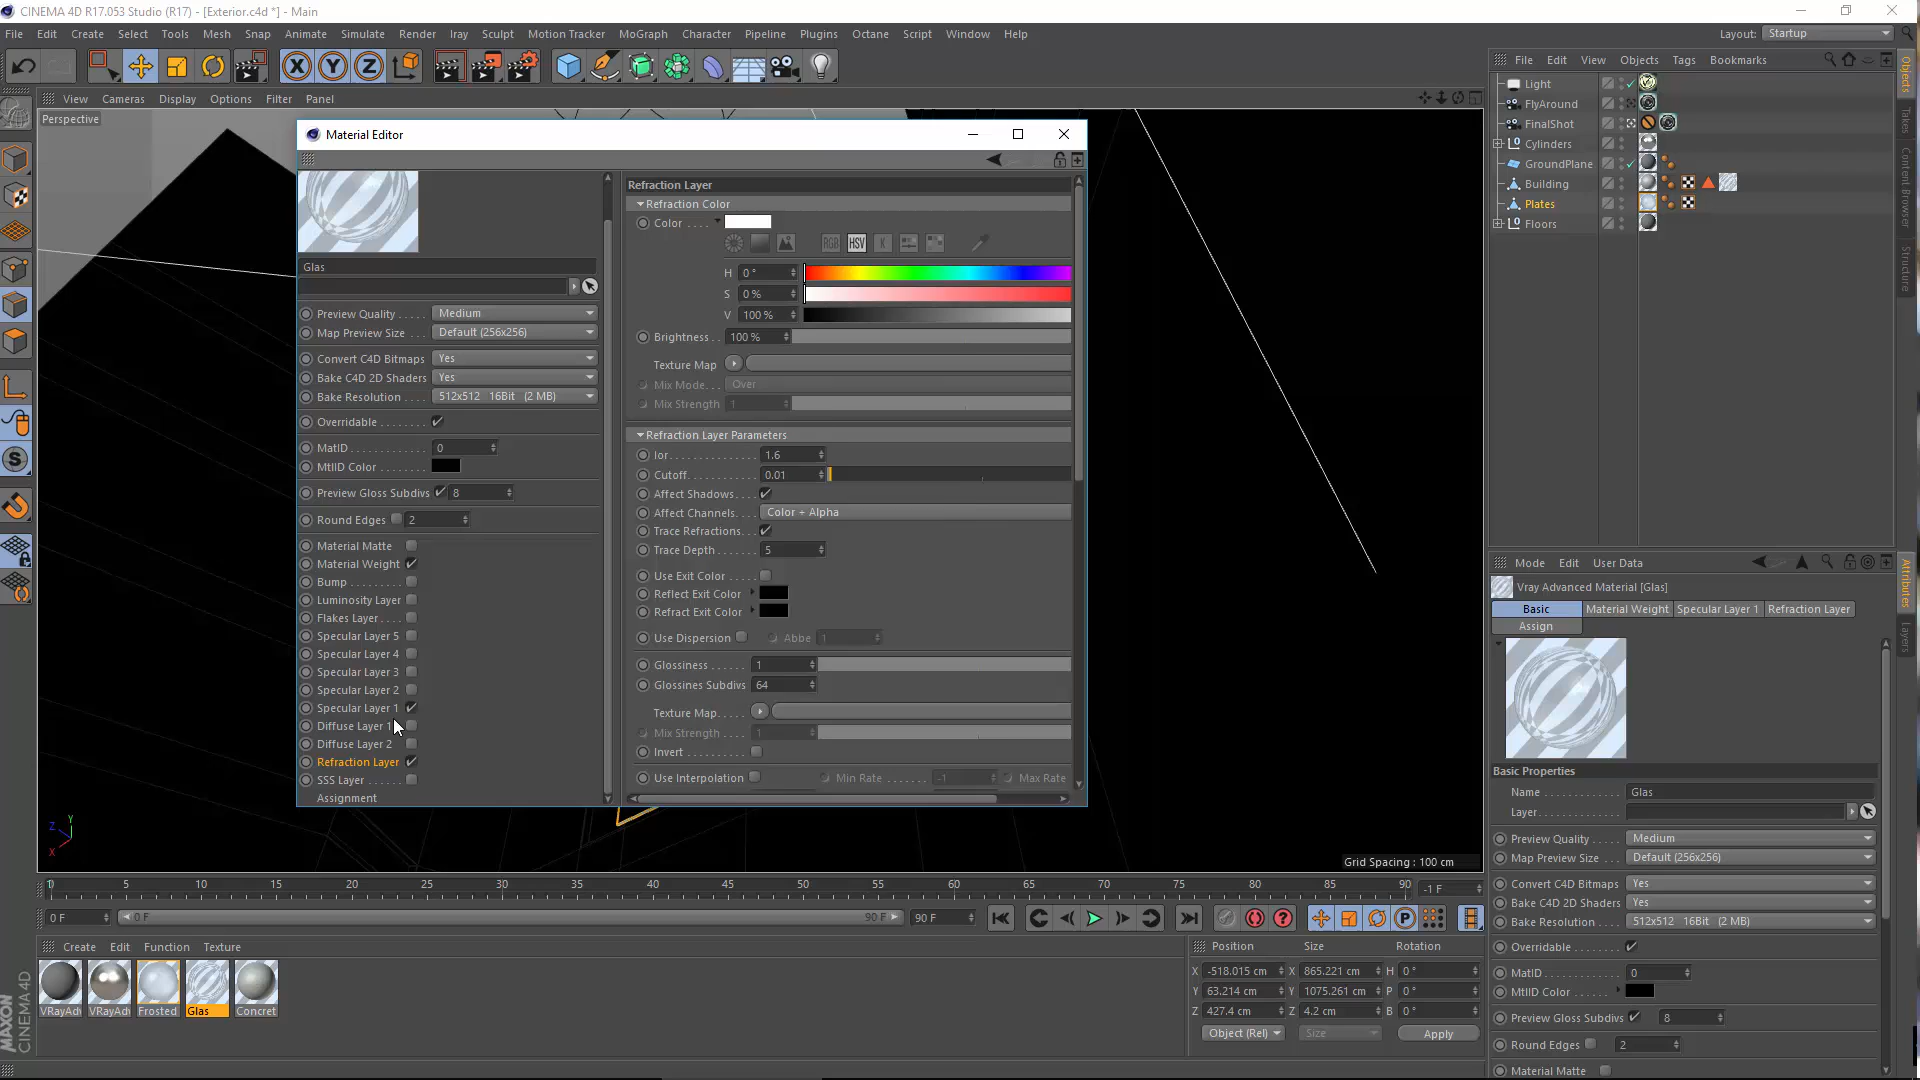 CINEMA 4D R17.053 Studio (R17) - [Exterior.c4d *] - Main
File Edit Create Select Tools Mesh Snap Animate Simulate Render Iray Sculpt Motion Tracker MoGraph Character Pipeline Plugins Octane Script Window Help
Layout: Startup
File Edit View Objects Tags Bookmarks
View Cameras Display Options Filter Panel
Perspective
Light
FlyAround
FinalShot
Cylinders
GroundPlane
Building
Plates
Floors
Objects
Takes
Content Browser
Structure
Material Editor
Glas
Preview Quality . . . . . Medium
Map Preview Size . . . Default (256x256)
Convert C4D Bitmaps Yes
Bake C4D 2D Shaders Yes
Bake Resolution . . . . 512x512 16Bit (2 MB)
Overridable . . . . . . . .
MatID . . . . . . . . . . . . . 0
MtlID Color . . . . . . .
Preview Gloss Subdivs 8
Round Edges 2
Material Matte
Material Weight
Bump . . . . . . . . .
Luminosity Layer
Flakes Layer . . . .
Specular Layer 5
Specular Layer 4
Specular Layer 3
Specular Layer 2
Specular Layer 1
Diffuse Layer 1
Diffuse Layer 2
Refraction Layer
SSS Layer . . . . . .
Assignment
Refraction Layer
Refraction Color
Color . . . .
RGB HSV K
H 0 °
S 0 %
V 100 %
Brightness . . 100 %
Texture Map
Mix Mode. . . Over
Mix Strength 1
Refraction Layer Parameters
Ior . . . . . . . . . . . . . 1.6
Cutoff. . . . . . . . . . 0.01
Affect Shadows. . . .
Affect Channels. . . . Color + Alpha
Trace Refractions. . .
Trace Depth . . . . . . . 5
Use Exit Color . . . . .
Reflect Exit Color
Refract Exit Color
Use Dispersion Abbe 1
Glossiness . . . . . . 1
Glossines Subdivs 64
Texture Map. . . . .
Mix Strength. . . . 1
Invert . . . . . . . . . .
Use Interpolation Min Rate . . . . . . . -1 Max Rate
Z Y X
Grid Spacing : 100 cm
Mode Edit User Data
Vray Advanced Material [Glas]
Basic Material Weight Specular Layer 1 Refraction Layer
Assign
Attributes
Layers
Basic Properties
Name . . . . . . . . . . . . Glas
Layer. . . . . . . . . . . . .
Preview Quality . . . . . Medium
Map Preview Size . . . Default (256x256)
Convert C4D Bitmaps Yes
Bake C4D 2D Shaders Yes
Bake Resolution . . . . 512x512 16Bit (2 MB)
Overridable . . . . . . . .
MatID . . . . . . . . . . . . . 0
MtlID Color . . . . . . .
Preview Gloss Subdivs 8
Round Edges 2
Material Matte
0 5 10 15 20 25 30 35 40 45 50 55 60 65 70 75 80 85 90 -1 F
0 F 0 F 90 F 90 F
Create Edit Function Texture
VRayAdv VRayAdv Frosted Glas Concret
Position Size Rotation
X -518.015 cm X 865.221 cm H 0 °
Y 63.214 cm Y 1075.261 cm P 0 °
Z 427.4 cm Z 4.2 cm B 0 °
Object (Rel) Size Apply
MAXON
CINEMA 4D